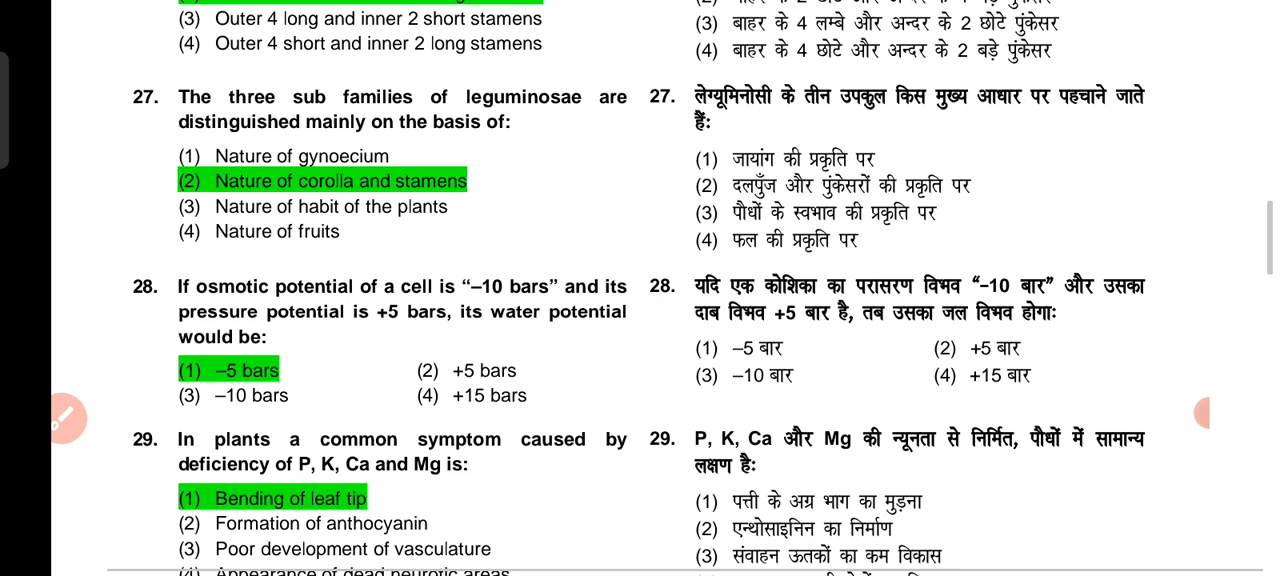 (3) Outer 4 long and inner 2 short stamens
(4) Outer 4 short and inner 2 long stamens
27. The three sub families of leguminosae are
distinguished mainly on the basis of:
(1) Nature of gynoecium
(2) Nature of corolla and stamens
(3) Nature of habit of the plants
(4) Nature of fruits
28. If osmotic potential of a cell is “–10 bars” and its
pressure potential is +5 bars, its water potential
would be:
(1) –5 bars (2) +5 bars
(3) –10 bars (4) +15 bars
29. In plants a common symptom caused by
deficiency of P, K, Ca and Mg is:
(1) Bending of leaf tip
(2) Formation of anthocyanin
(3) Poor development of vasculature
(4) Appearance of dead neurotic areas
(3) बाहर के 4 लम्बे और अन्दर के 2 छोटे पुंकेसर
(4) बाहर के 4 छोटे और अन्दर के 2 बड़े पुंकेसर
27. लेग्यूमिनोसी के तीन उपकुल किस मुख्य आधार पर पहचाने जाते
हैं:
(1) जायांग की प्रकृति पर
(2) दलपुँज और पुंकेसरों की प्रकृति पर
(3) पौधों के स्वभाव की प्रकृति पर
(4) फल की प्रकृति पर
28. यदि एक कोशिका का परासरण विभव “–10 बार” और उसका
दाब विभव +5 बार है, तब उसका जल विभव होगा:
(1) –5 बार (2) +5 बार
(3) –10 बार (4) +15 बार
29. P, K, Ca और Mg की न्यूनता से निर्मित, पौधों में सामान्य
लक्षण है:
(1) पत्ती के अग्र भाग का मुड़ना
(2) एन्थोसाइनिन का निर्माण
(3) संवाहन ऊतकों का कम विकास